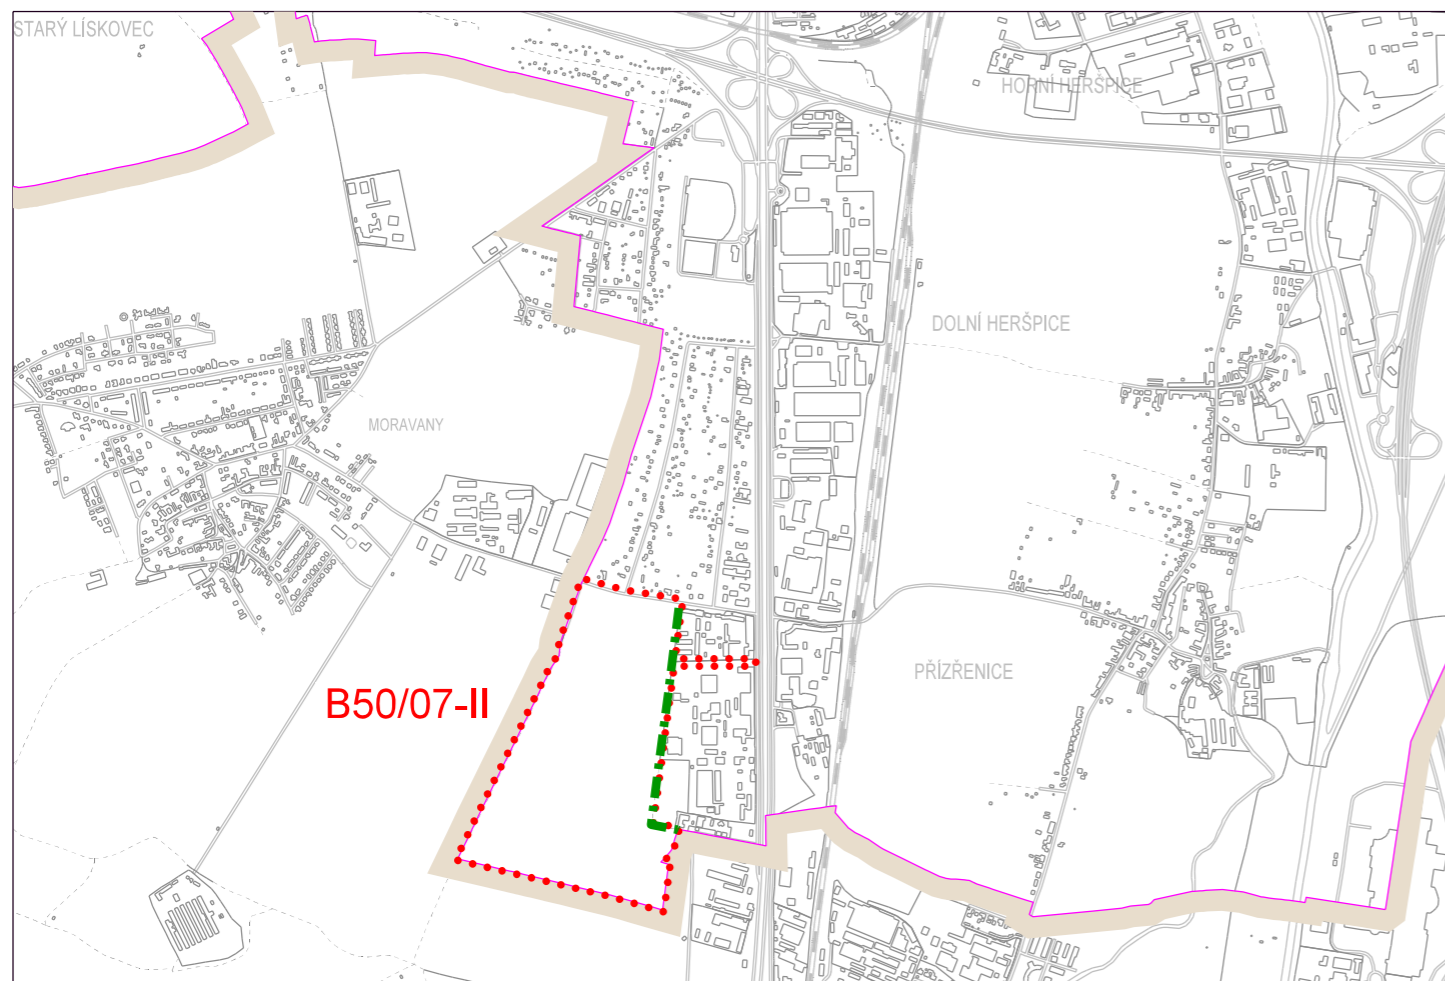 STARÝ LÍSKOVEC
HORNÍ HERŠPICE
DOLNÍ HERŠPICE
MORAVANY
PŘÍZŘENICE
B50/07-II